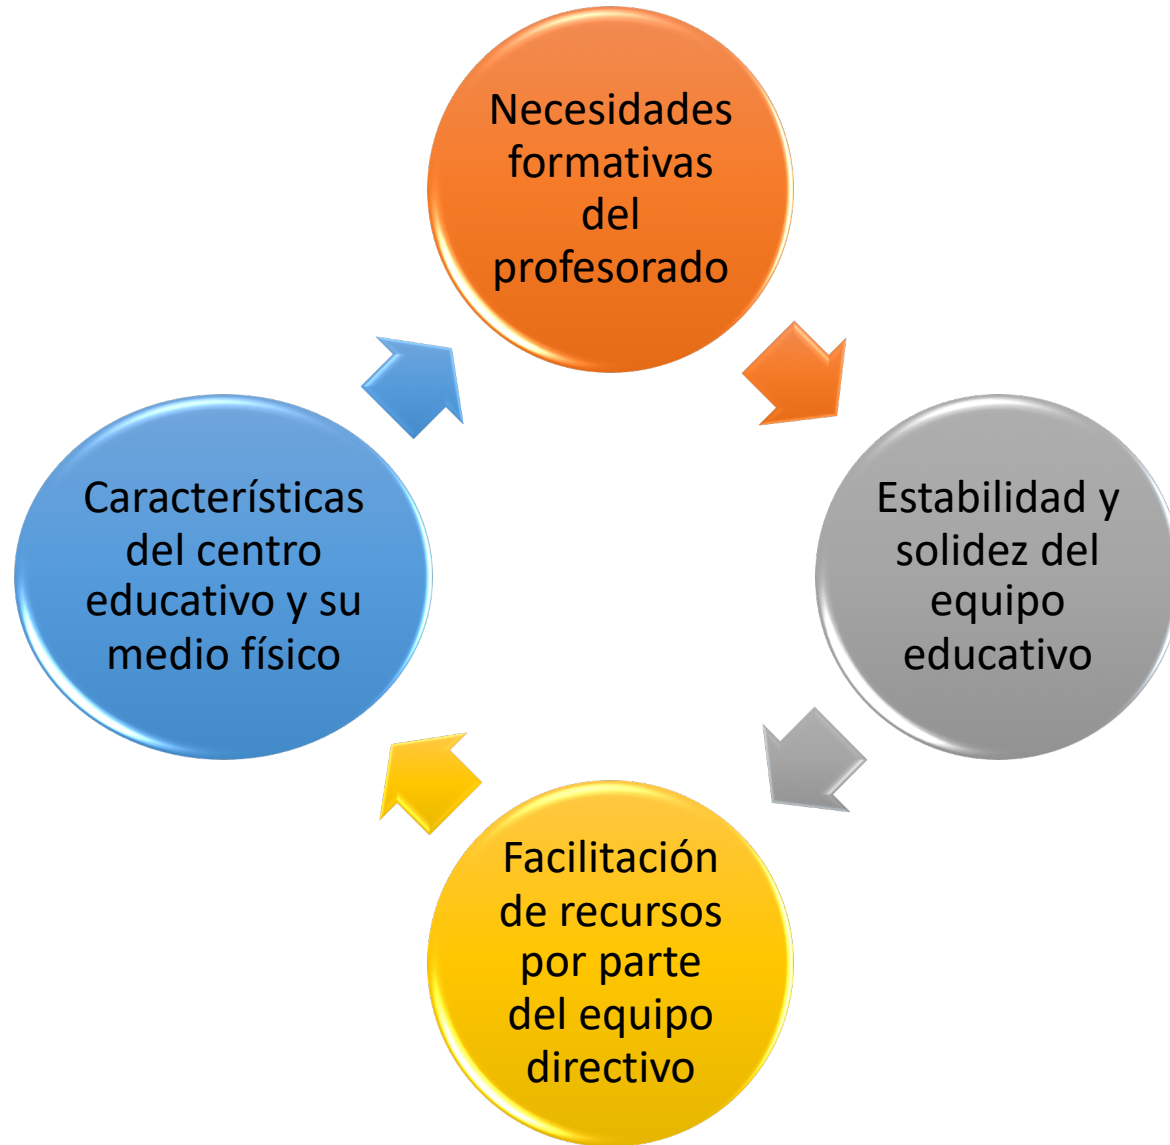 Necesidades
formativas
del
profesorado
Estabilidad y
solidez del
equipo
educativo
Facilitación
de recursos
por parte
del equipo
directivo
Características
del centro
educativo y su
medio físico